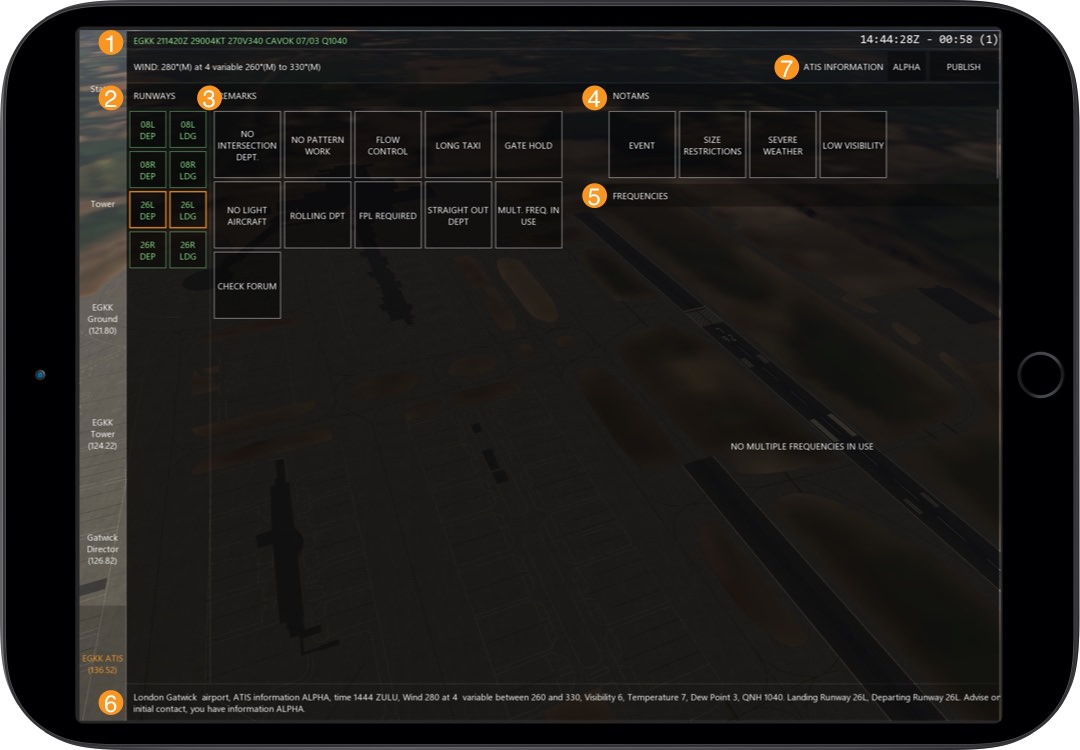 1 EGKK 211420Z 29004KT 270V340 CAVOK 07/03 Q1040
14:44:28Z - 00:58 (1)
WIND: 280°(M) at 4 variable 260°(M) to 330°(M)
7 ATIS INFORMATION ALPHA PUBLISH
2 RUNWAYS
08L DEP
08L LDG
08R DEP
08R LDG
26L DEP
26L LDG
26R DEP
26R LDG
3 EMARKS
NO INTERSECTION DEPT.
NO PATTERN WORK
FLOW CONTROL
LONG TAXI
GATE HOLD
NO LIGHT AIRCRAFT
ROLLING DPT
FPL REQUIRED
STRAIGHT OUT DEPT
MULT. FREQ. IN USE
CHECK FORUM
4 NOTAMS
EVENT
SIZE RESTRICTIONS
SEVERE WEATHER
LOW VISIBILITY
5 FREQUENCIES
NO MULTIPLE FREQUENCIES IN USE
Tower
EGKK
Ground
(121.80)
EGKK
Tower
(124.22)
Gatwick
Director
(126.82)
EGKK ATIS
(136.52)
6 London Gatwick airport, ATIS information ALPHA, time 1444 ZULU, Wind 280 at 4 variable between 260 and 330, Visibility 6, Temperature 7, Dew Point 3, QNH 1040. Landing Runway 26L, Departing Runway 26L. Advise on
initial contact, you have information ALPHA.